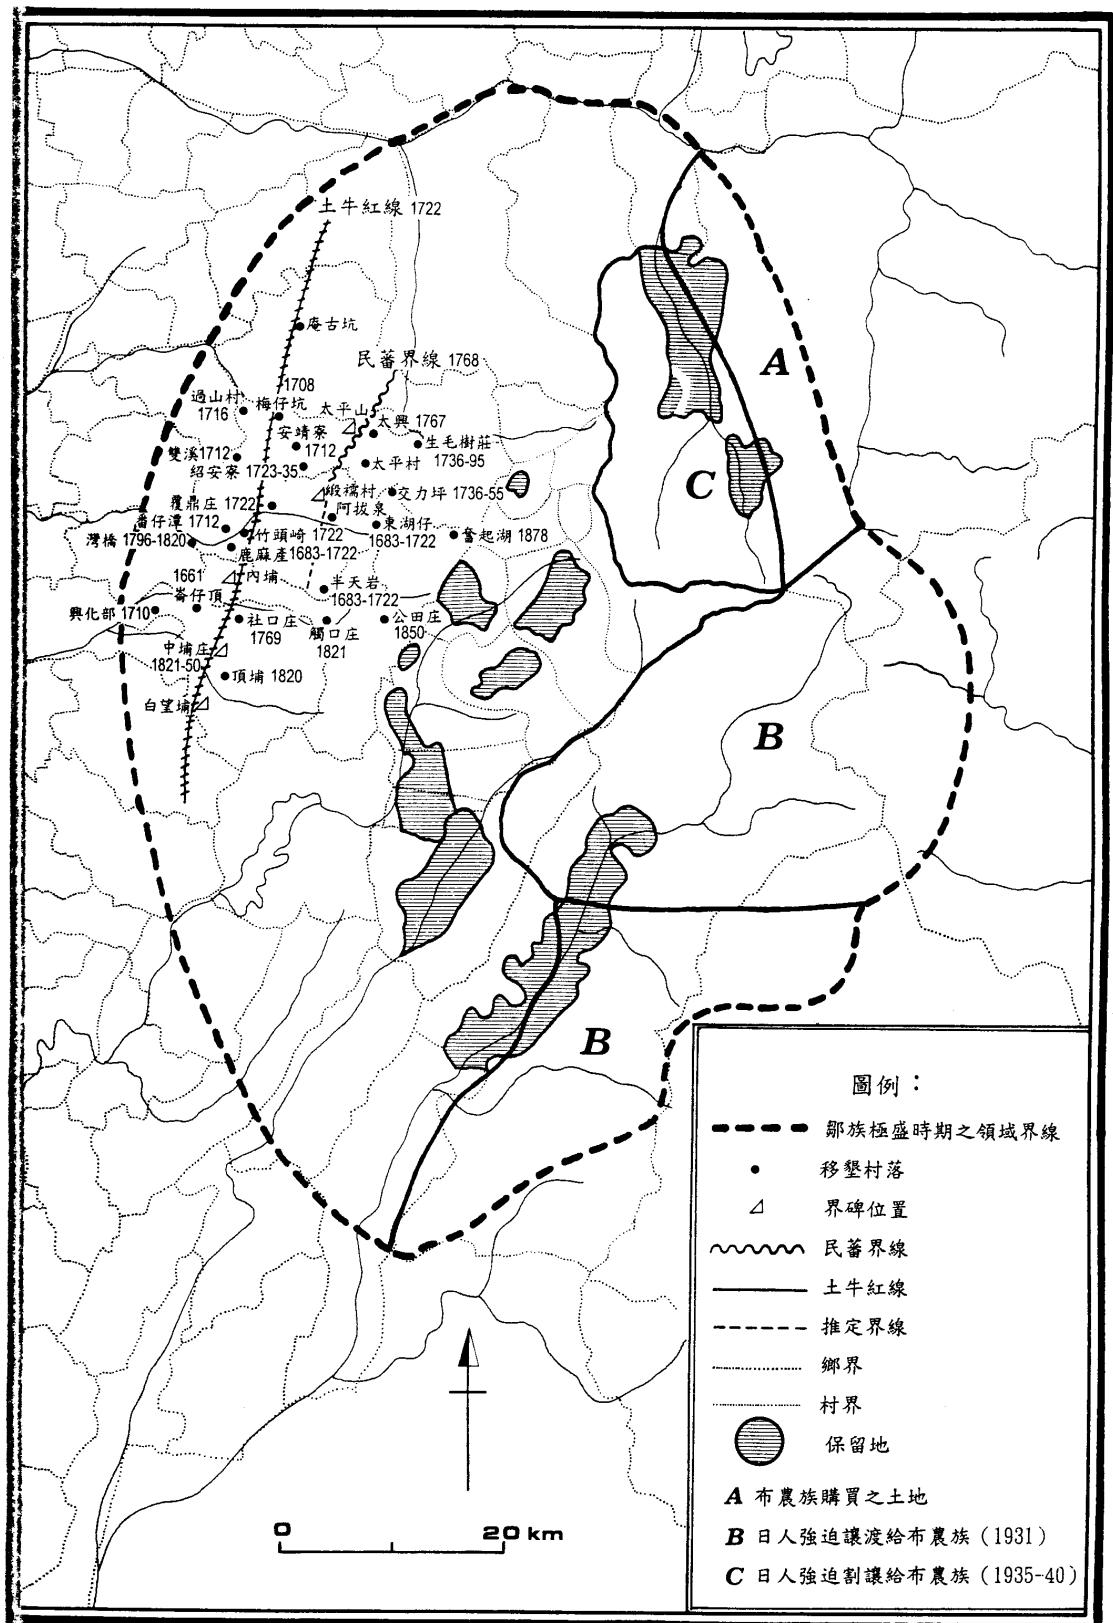 土牛紅線 1722
庵古坑
民蕃界線 1768
1708
過山村
1716
梅仔坑
太平山
太興 1767
安靖寮
1712
生毛樹莊
1736-95
雙溪1712
紹安寮 1723-35
太平村
緞襦村
交力坪 1736-55
覆鼎庄 1722
阿拔泉
番仔潭 1712
東湖仔
1683-1722
灣橋 1796-1820
竹頭崎 1722
奮起湖 1878
鹿麻產1683-1722
1661
崙仔頂
內埔
半天岩
1683-1722
興化部 1710
社口庄
1769
觸口庄
1821
公田庄
1850
中埔庄
1821-50
頂埔 1820
白望埔
A
C
B
B
圖例：
鄒族極盛時期之領域界線
移墾村落
界碑位置
民蕃界線
土牛紅線
推定界線
鄉界
村界
保留地
A 布農族購買之土地
B 日人強迫讓渡給布農族 (1931)
C 日人強迫割讓給布農族 (1935-40)
0 20 km